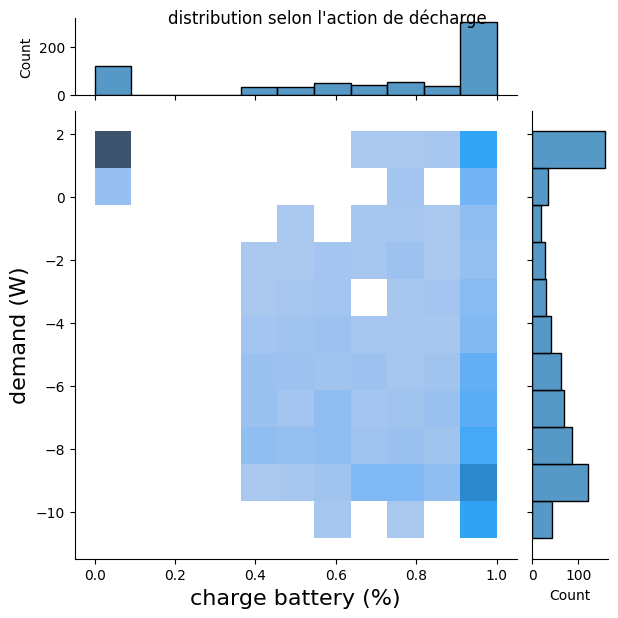 distribution selon l'action de décharge
Count
200
0
2
0
−2
−4
−6
−8
−10
demand (W)
0.0 0.2 0.4 0.6 0.8 1.0
charge battery (%)
0 100
Count